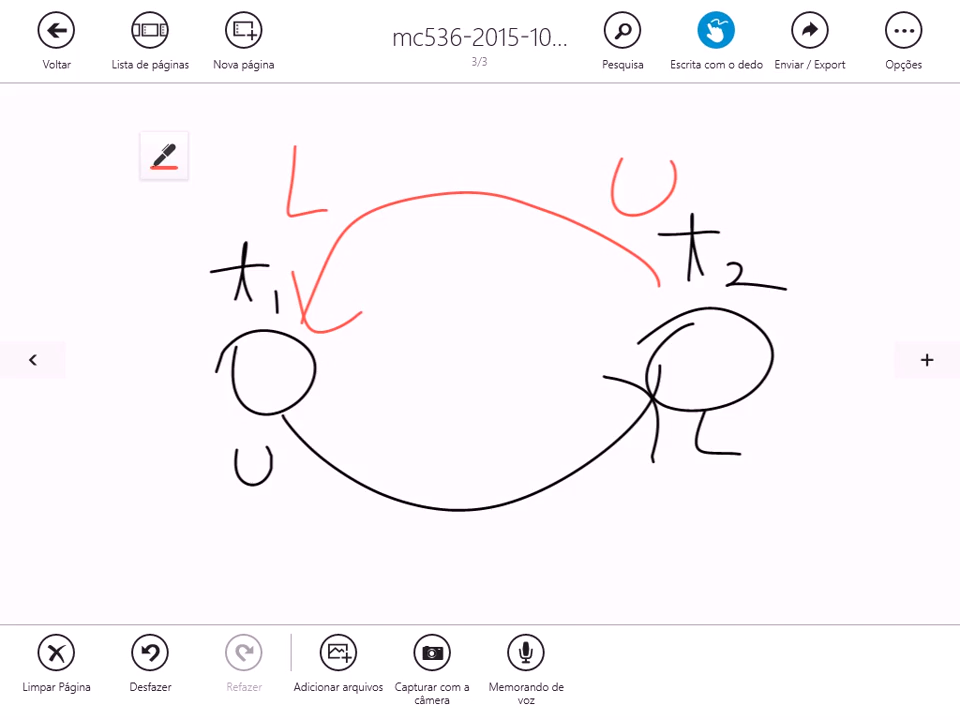 Voltar
Lista de páginas
Nova página
mc536-2015-10...
3/3
Pesquisa
Escrita com o dedo
Enviar / Export
Opções
L
U
t1
t2
U
L
Limpar Página
Desfazer
Refazer
Adicionar arquivos
Capturar com a
câmera
Memorando de
voz